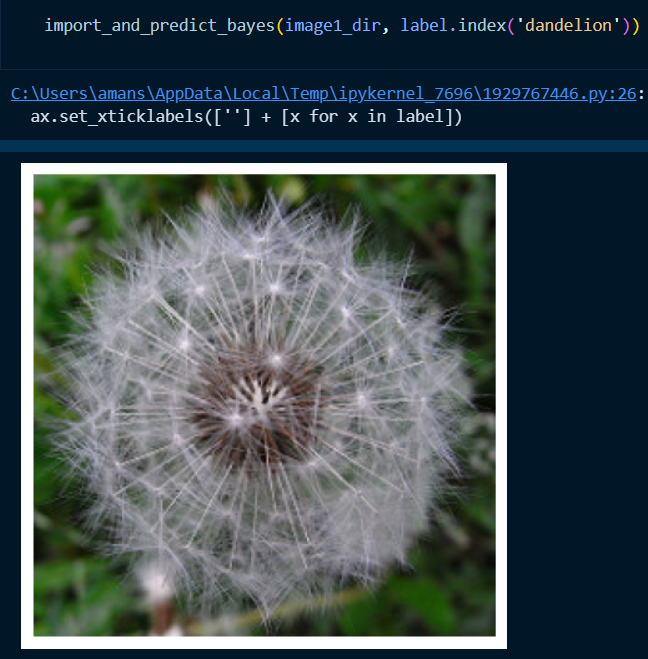 import_and_predict_bayes(image1_dir, label.index('dandelion'))
C:\Users\amans\AppData\Local\Temp\ipykernel_7696\1929767446.py:26:
ax.set_xticklabels([''] + [x for x in label])